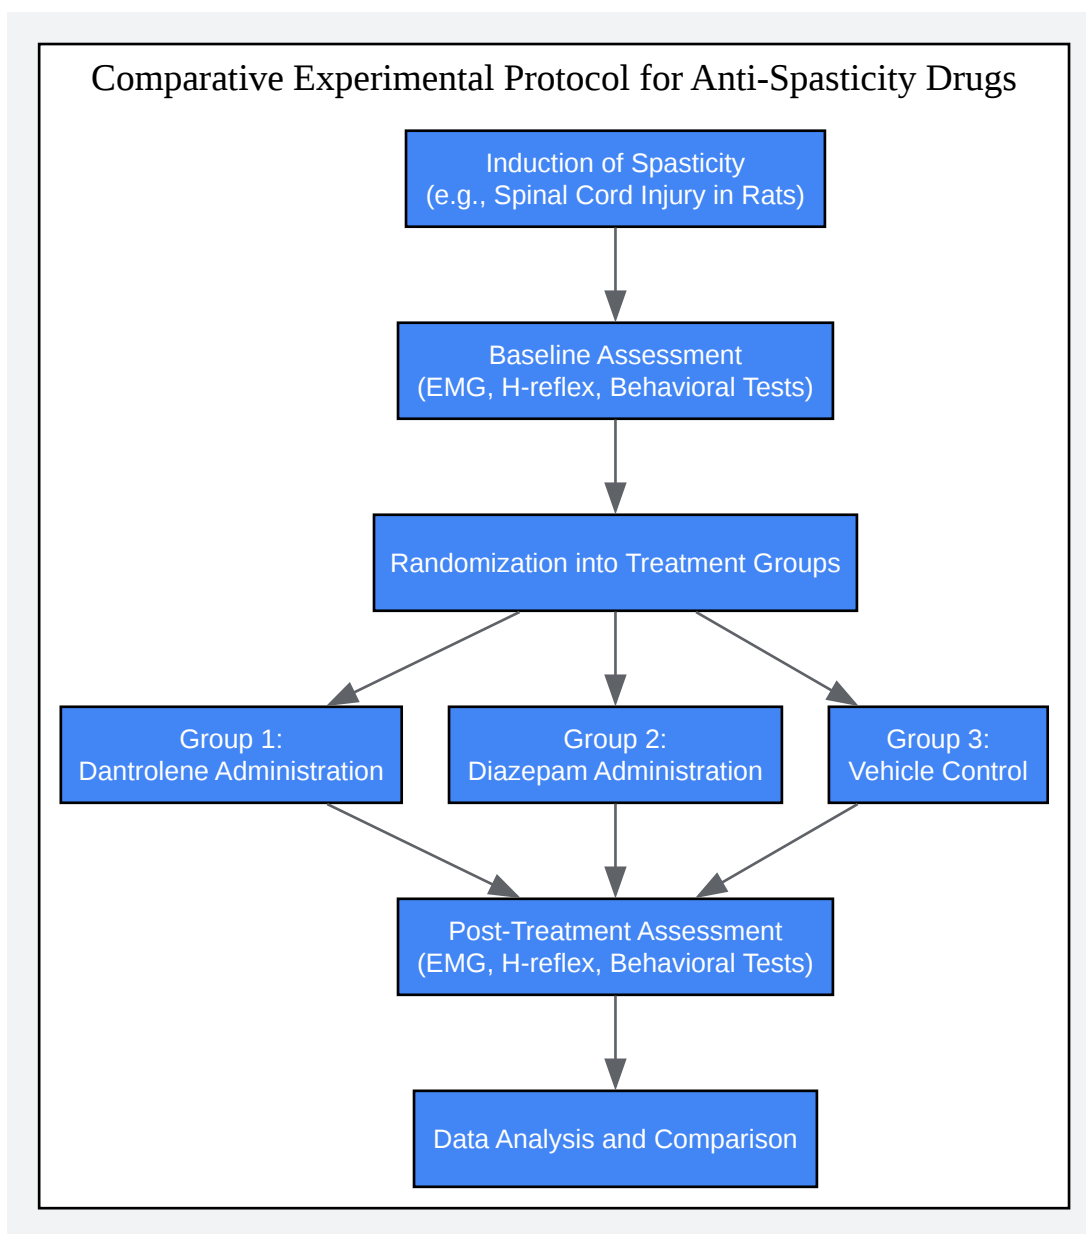 Comparative Experimental Protocol for Anti-Spasticity Drugs
Induction of Spasticity
(e.g., Spinal Cord Injury in Rats)
Baseline Assessment
(EMG, H-reflex, Behavioral Tests)
Randomization into Treatment Groups
Group 1:
Dantrolene Administration
Group 2:
Diazepam Administration
Group 3:
Vehicle Control
Post-Treatment Assessment
(EMG, H-reflex, Behavioral Tests)
Data Analysis and Comparison